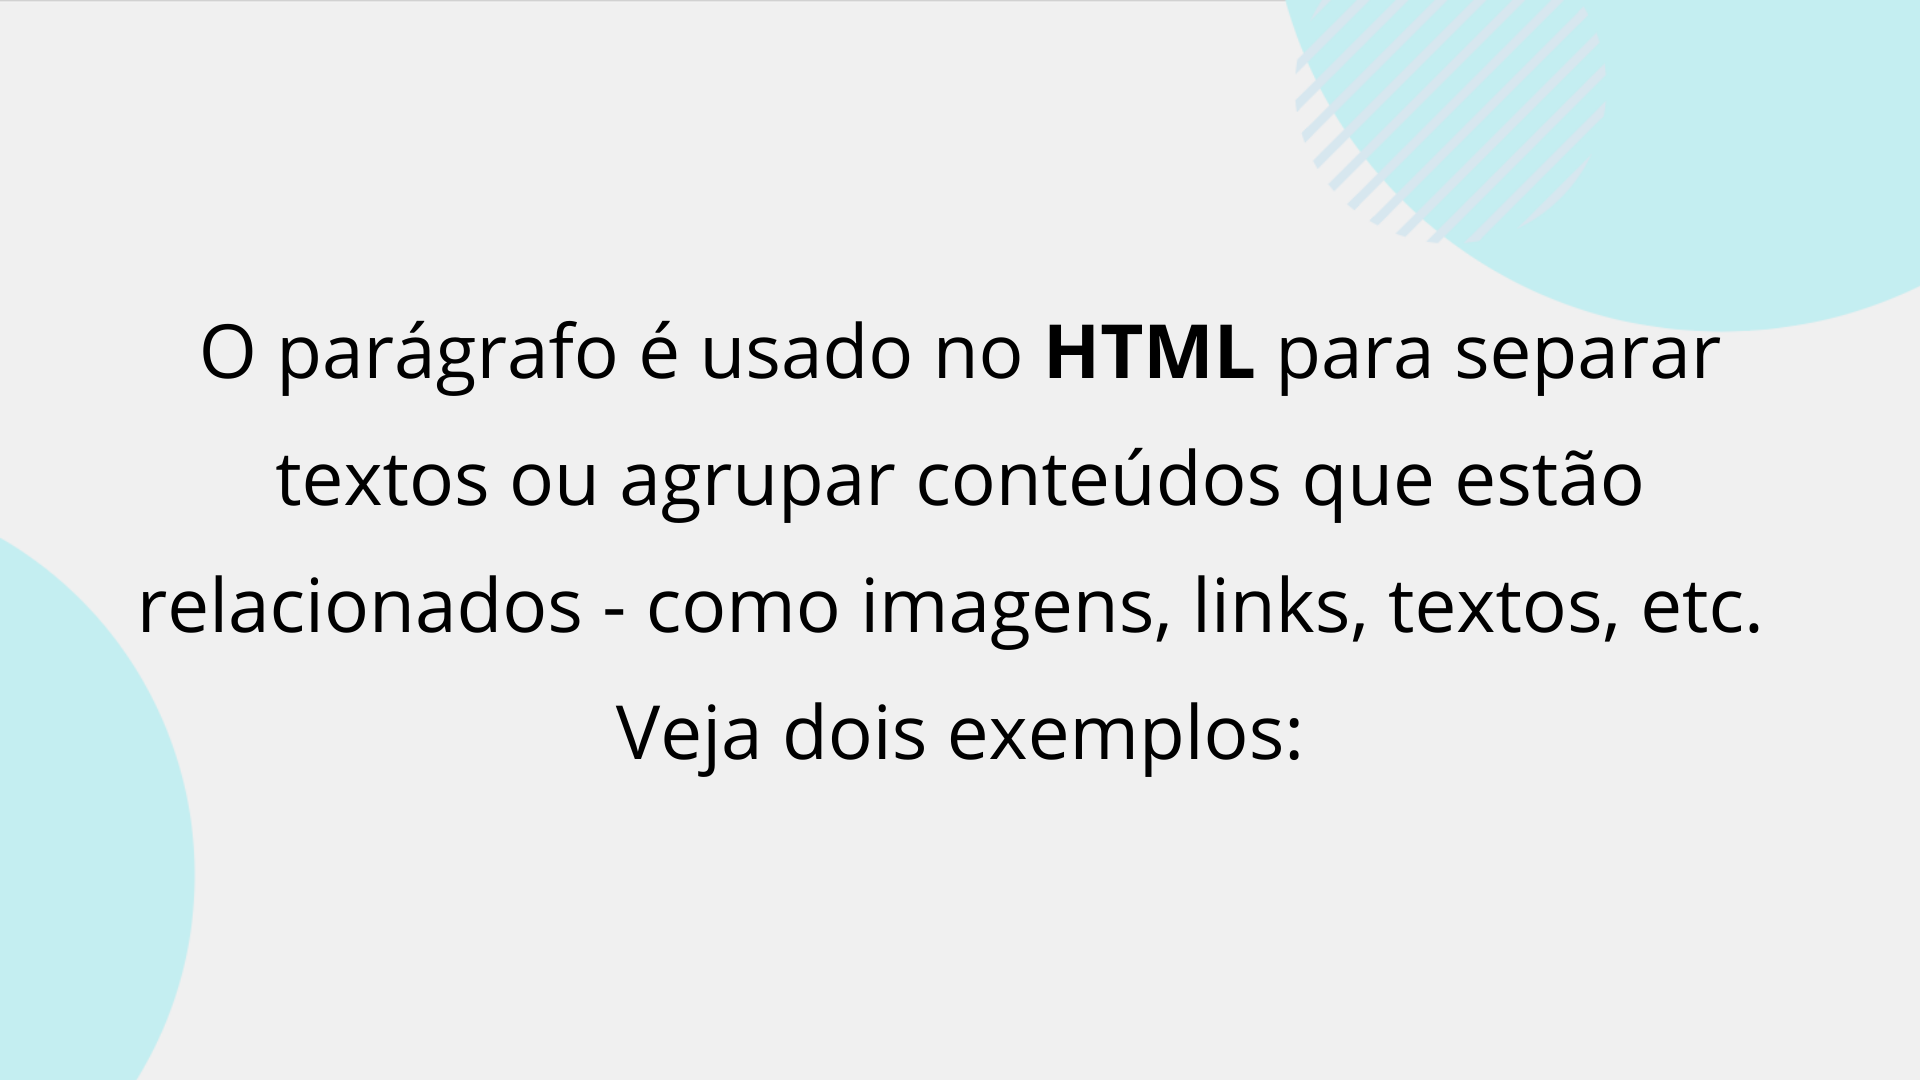 O parágrafo é usado no HTML para separar
textos ou agrupar conteúdos que estão
relacionados - como imagens, links, textos, etc.
Veja dois exemplos: